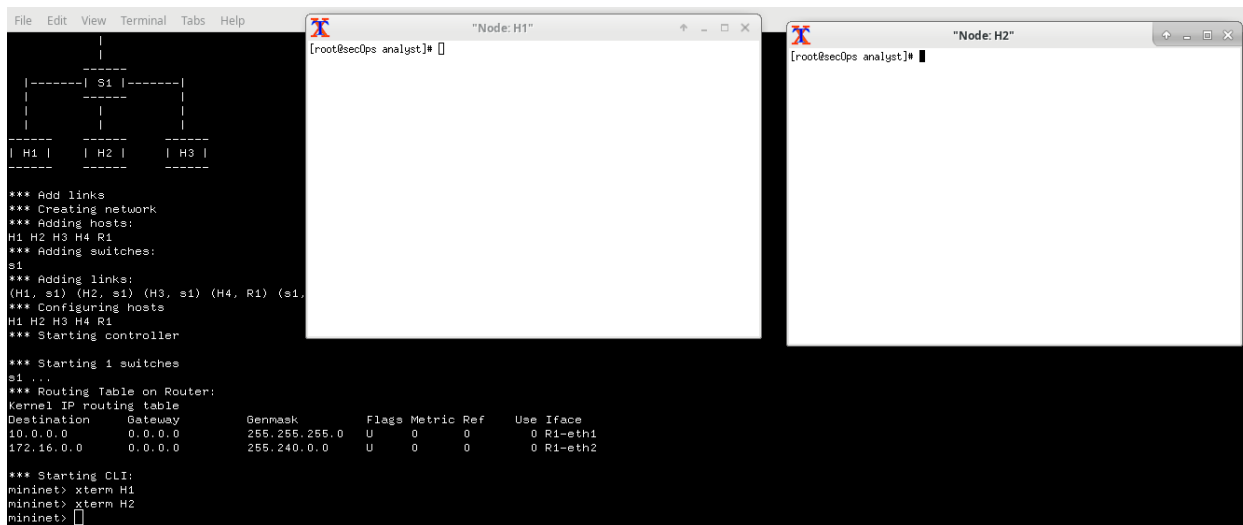 File Edit View Terminal Tabs Help
|
|
------
|-------| S1 |-------|
| ------ |
| | |
| | |
------ ------ ------
| H1 | | H2 | | H3 |
------ ------ ------
*** Add links
*** Creating network
*** Adding hosts:
H1 H2 H3 H4 R1
*** Adding switches:
s1
*** Adding links:
(H1, s1) (H2, s1) (H3, s1) (H4, R1) (s1,
*** Configuring hosts
H1 H2 H3 H4 R1
*** Starting controller
*** Starting 1 switches
s1 ...
*** Routing Table on Router:
Kernel IP routing table
Destination Gateway Genmask Flags Metric Ref Use Iface
10.0.0.0 0.0.0.0 255.255.255.0 U 0 0 0 R1-eth1
172.16.0.0 0.0.0.0 255.240.0.0 U 0 0 0 R1-eth2
*** Starting CLI:
mininet> xterm H1
mininet> xterm H2
mininet>
"Node: H1"
[root@secOps analyst]#
"Node: H2"
[root@secOps analyst]#